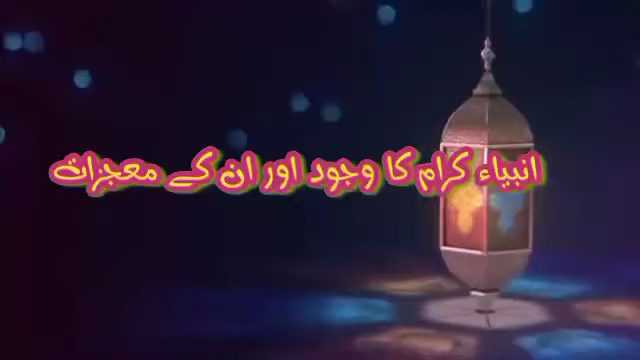 انبیاء کرام کا وجود اور ان کے معجزات